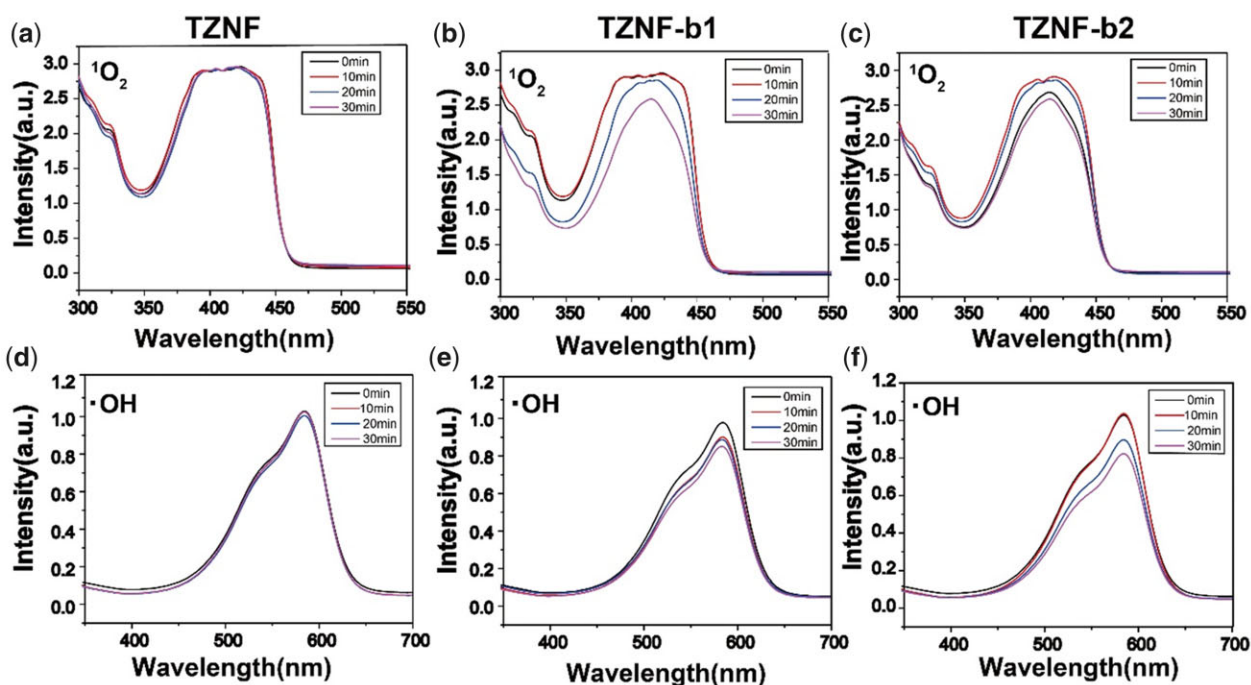 TZNF
TZNF-b1
TZNF-b2
(a)
3.0
2.5
2.0
1.5
1.0
0.5
0.0
Intensity(a.u.)
¹O₂
0min
10min
20min
30min
300 350 400 450 500 550
Wavelength(nm)
(b)
3.0
2.5
2.0
1.5
1.0
0.5
0.0
Intensity(a.u.)
¹O₂
0min
10min
20min
30min
300 350 400 450 500 550
Wavelength(nm)
(c)
3.0
2.5
2.0
1.5
1.0
0.5
0.0
Intensity(a.u.)
¹O₂
0min
10min
20min
30min
300 350 400 450 500 550
Wavelength(nm)
(d)
1.2
1.0
0.8
0.6
0.4
0.2
0.0
Intensity(a.u.)
·OH
0min
10min
20min
30min
400 500 600 700
Wavelength(nm)
(e)
1.2
1.0
0.8
0.6
0.4
0.2
0.0
Intensity(a.u.)
·OH
0min
10min
20min
30min
400 500 600 700
Wavelength(nm)
(f)
1.2
1.0
0.8
0.6
0.4
0.2
0.0
Intensity(a.u.)
·OH
0min
10min
20min
30min
400 500 600 700
Wavelength(nm)